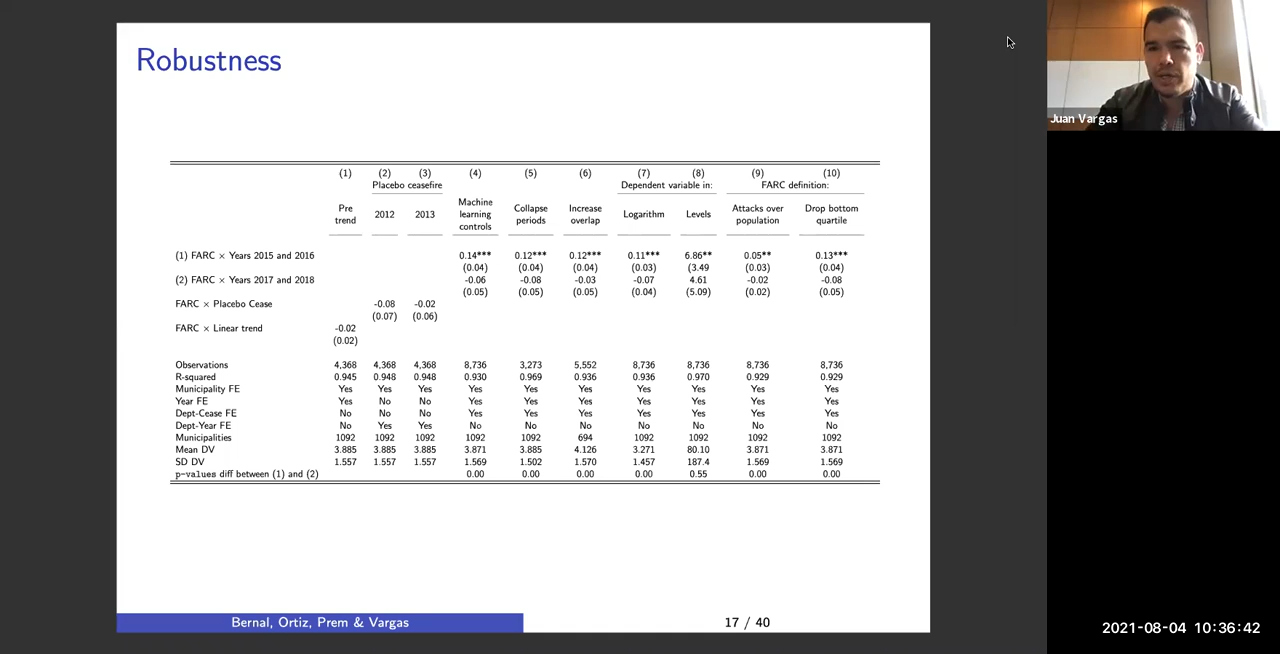 Robustness
(1) (2) (3) (4) (5) (6) (7) (8) (9) (10)
Placebo ceasefire Dependent variable in: FARC definition:
Pre trend 2012 2013 Machine learning controls Collapse periods Increase overlap Logarithm Levels Attacks over population Drop bottom quartile
(1) FARC × Years 2015 and 2016 0.14*** 0.12*** 0.12*** 0.11*** 6.86** 0.05** 0.13***
(0.04) (0.04) (0.04) (0.03) (3.49 (0.03) (0.04)
(2) FARC × Years 2017 and 2018 -0.06 -0.08 -0.03 -0.07 4.61 -0.02 -0.08
(0.05) (0.05) (0.05) (0.04) (5.09) (0.02) (0.05)
FARC × Placebo Cease -0.08 -0.02
(0.07) (0.06)
FARC × Linear trend -0.02
(0.02)
Observations 4,368 4,368 4,368 8,736 3,273 5,552 8,736 8,736 8,736 8,736
R-squared 0.945 0.948 0.948 0.930 0.969 0.936 0.936 0.970 0.929 0.929
Municipality FE Yes Yes Yes Yes Yes Yes Yes Yes Yes Yes
Year FE Yes No No Yes Yes Yes Yes Yes Yes Yes
Dept-Cease FE No No No Yes Yes Yes Yes Yes Yes Yes
Dept-Year FE No Yes Yes No No No No No No No
Municipalities 1092 1092 1092 1092 1092 694 1092 1092 1092 1092
Mean DV 3.885 3.885 3.885 3.871 3.885 4.126 3.271 80.10 3.871 3.871
SD DV 1.557 1.557 1.557 1.569 1.502 1.570 1.457 187.4 1.569 1.569
p-values diff between (1) and (2) 0.00 0.00 0.00 0.00 0.55 0.00 0.00
Bernal, Ortiz, Prem & Vargas 17 / 40
Juan Vargas
2021-08-04 10:36:42